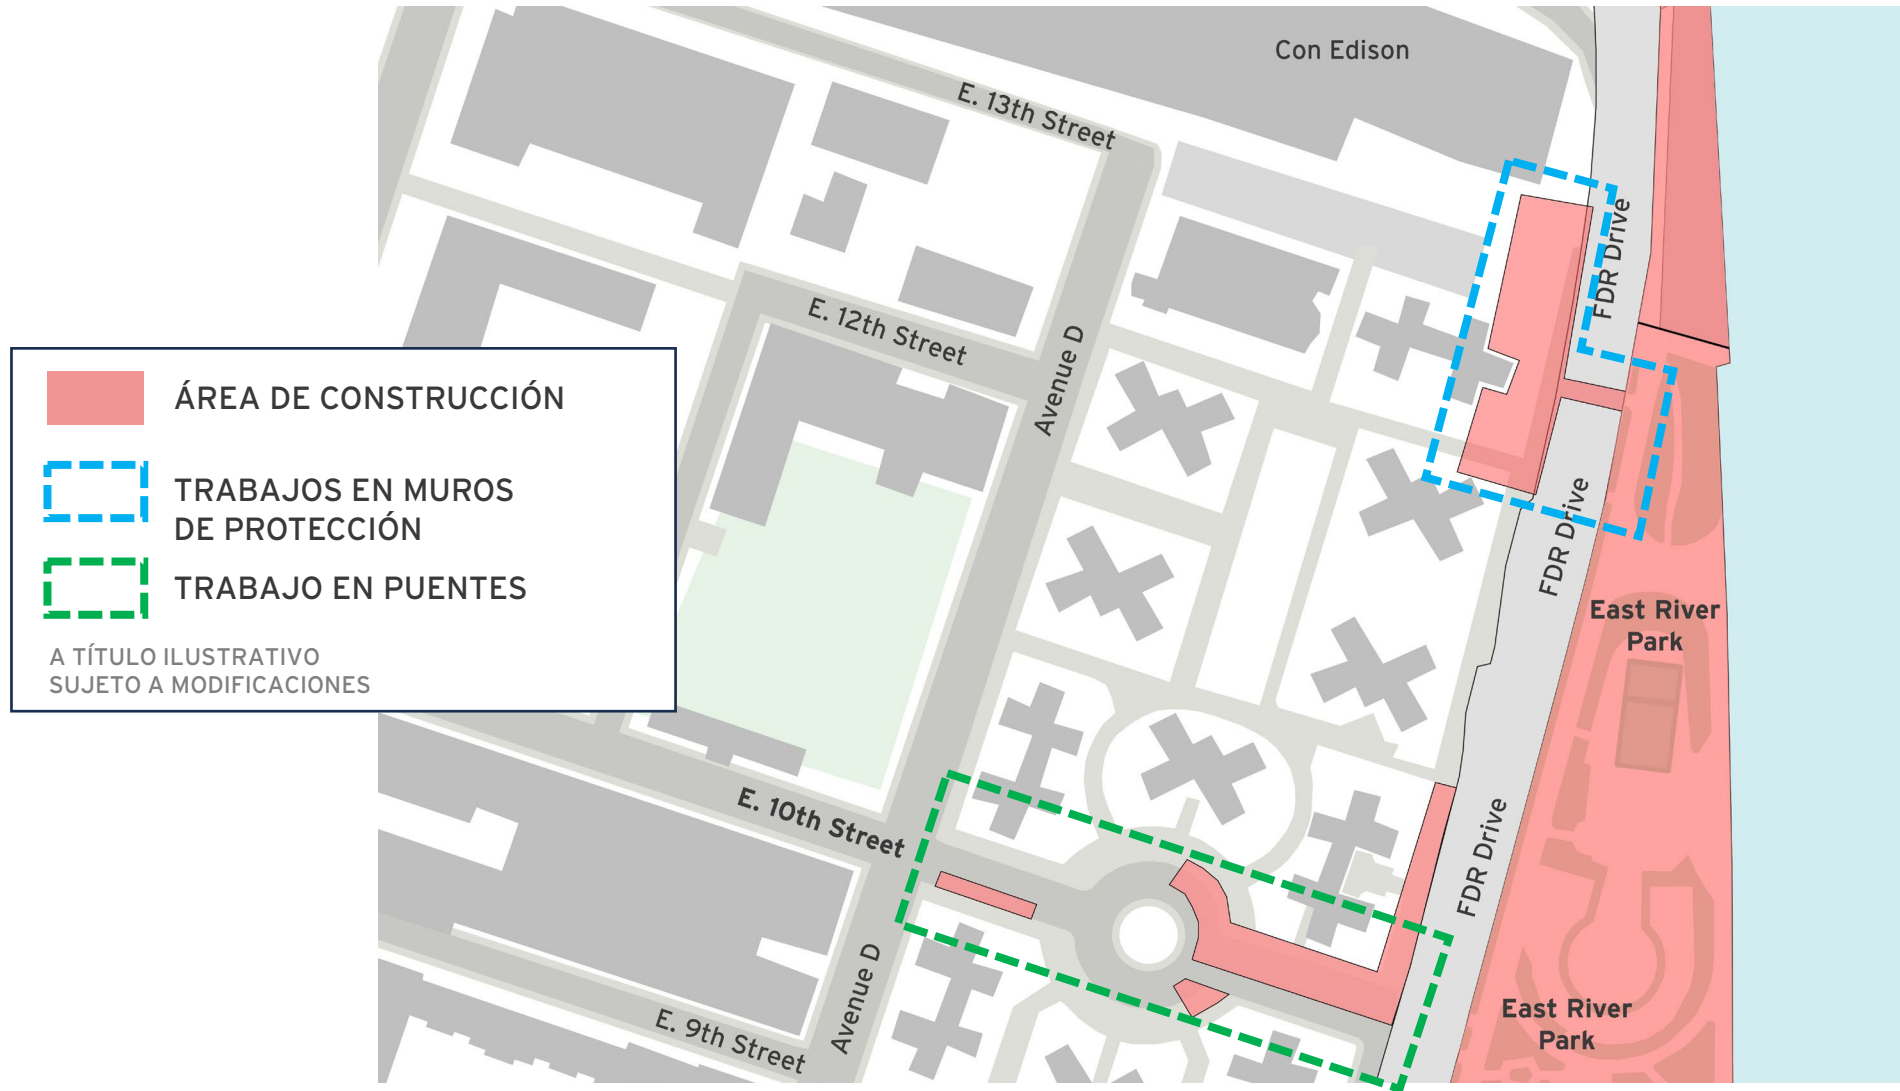 Con Edison
E. 13th Street
FDR Drive
E. 12th Street
Avenue D
ÁREA DE CONSTRUCCIÓN
TRABAJOS EN MUROS
DE PROTECCIÓN
TRABAJO EN PUENTES
A TÍTULO ILUSTRATIVO
SUJETO A MODIFICACIONES
FDR Drive
East River
Park
E. 10th Street
FDR Drive
Avenue D
E. 9th Street
East River
Park